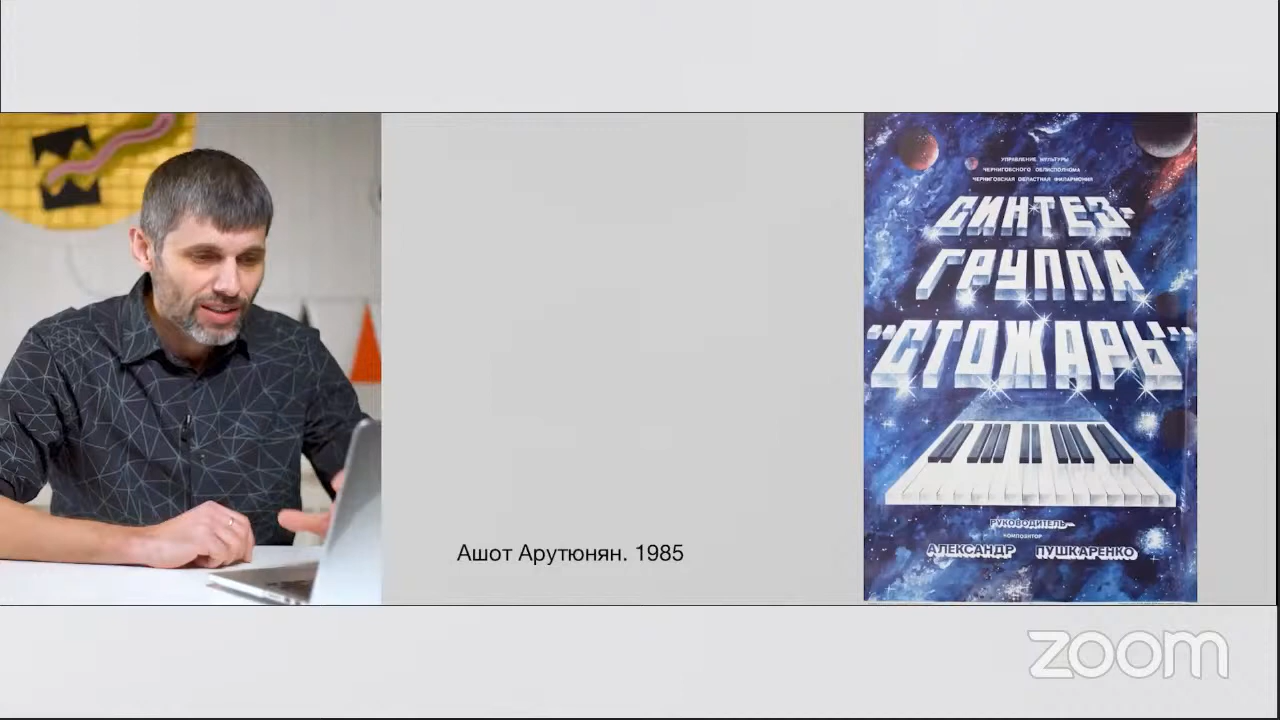 УПРАВЛЕНИЕ КУЛЬТУРЫ
ЧЕРНИГОВСКОГО ОБЛИСПОЛКОМА
ЧЕРНИГОВСКАЯ ОБЛАСТНАЯ ФИЛАРМОНИЯ
СИНТЕЗ-
ГРУППА
"СТОЖАРЫ"
РУКОВОДИТЕЛЬ—
КОМПОЗИТОР
АЛЕКСАНДР ПУШКАРЕНКО
Ашот Арутюнян. 1985
zoom